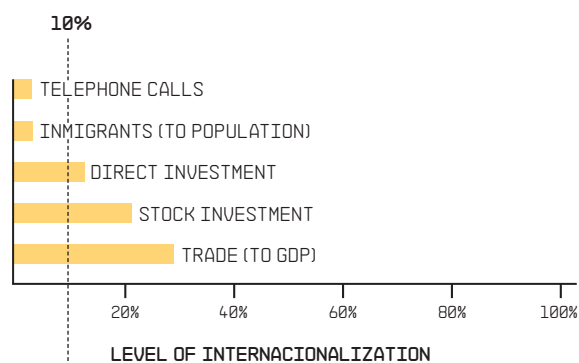 10%
TELEPHONE CALLS
INMIGRANTS (TO POPULATION)
DIRECT INVESTMENT
STOCK INVESTMENT
TRADE (TO GDP)
20% 40% 60% 80% 100%
LEVEL OF INTERNACIONALIZATION